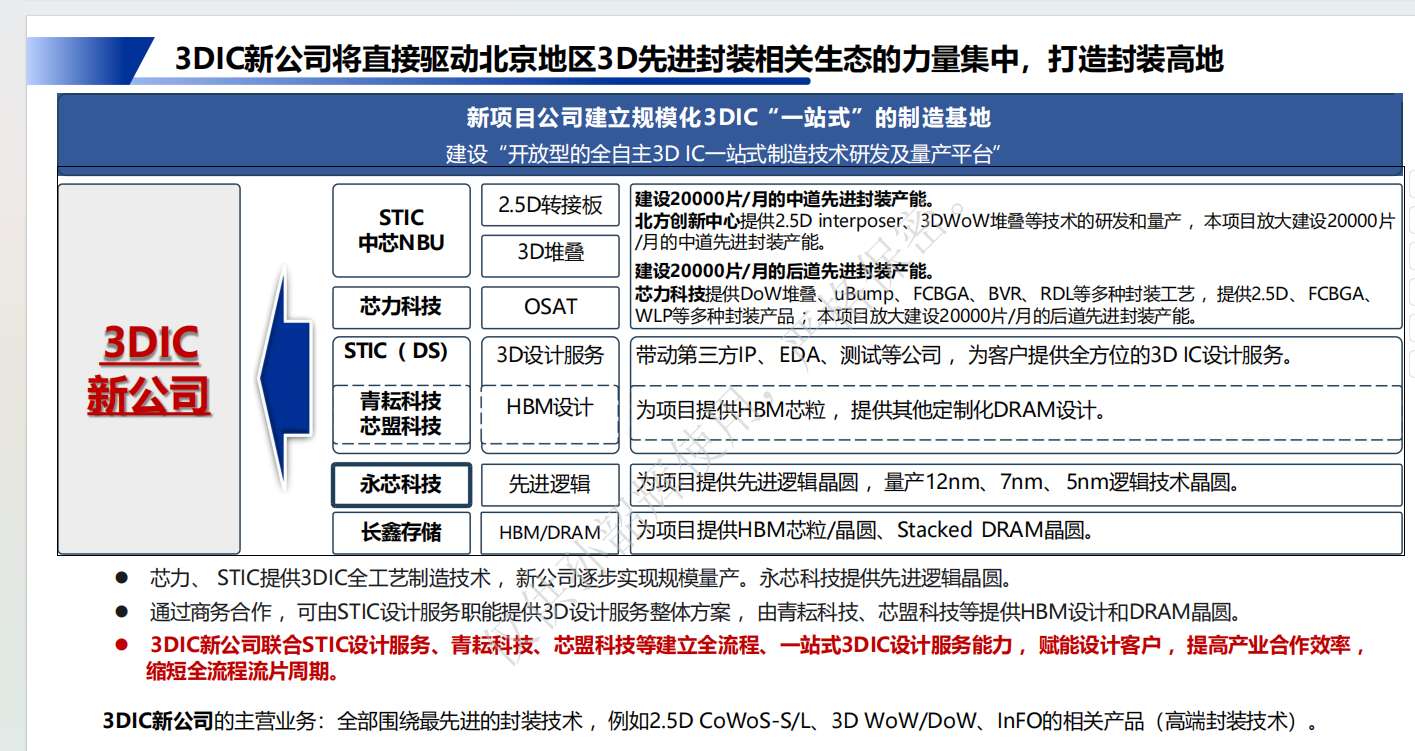 3DIC新公司将直接驱动北京地区3D先进封装相关生态的力量集中，打造封装高地
新项目公司建立规模化3DIC“一站式”的制造基地
建设“开放型的全自主3D IC一站式制造技术研发及量产平台”
3DIC
新公司
STIC
中芯NBU
2.5D转接板
3D堆叠
建设20000片/月的中道先进封装产能。
北方创新中心提供2.5D interposer、3DWoW堆叠等技术的研发和量产，本项目放大建设20000片
/月的中道先进封装产能。
建设20000片/月的后道先进封装产能。
芯力科技提供DoW堆叠、uBump、FCBGA、BVR、RDL等多种封装工艺，提供2.5D、FCBGA、
WLP等多种封装产品；本项目放大建设20000片/月的后道先进封装产能。
芯力科技
OSAT
STIC（DS）
3D设计服务
带动第三方IP、EDA、测试等公司，为客户提供全方位的3D IC设计服务。
青耘科技
芯盟科技
HBM设计
为项目提供HBM芯粒，提供其他定制化DRAM设计。
永芯科技
先进逻辑
为项目提供先进逻辑晶圆，量产12nm、7nm、5nm逻辑技术晶圆。
长鑫存储
HBM/DRAM
为项目提供HBM芯粒/晶圆、Stacked DRAM晶圆。
● 芯力、STIC提供3DIC全工艺制造技术，新公司逐步实现规模量产。永芯科技提供先进逻辑晶圆。
● 通过商务合作，可由STIC设计服务职能提供3D设计服务整体方案，由青耘科技、芯盟科技等提供HBM设计和DRAM晶圆。
● 3DIC新公司联合STIC设计服务、青耘科技、芯盟科技等建立全流程、一站式3DIC设计服务能力，赋能设计客户，提高产业合作效率，
缩短全流程流片周期。
3DIC新公司的主营业务：全部围绕最先进的封装技术，例如2.5D CoWoS-S/L、3D WoW/DoW、InFO的相关产品（高端封装技术）。